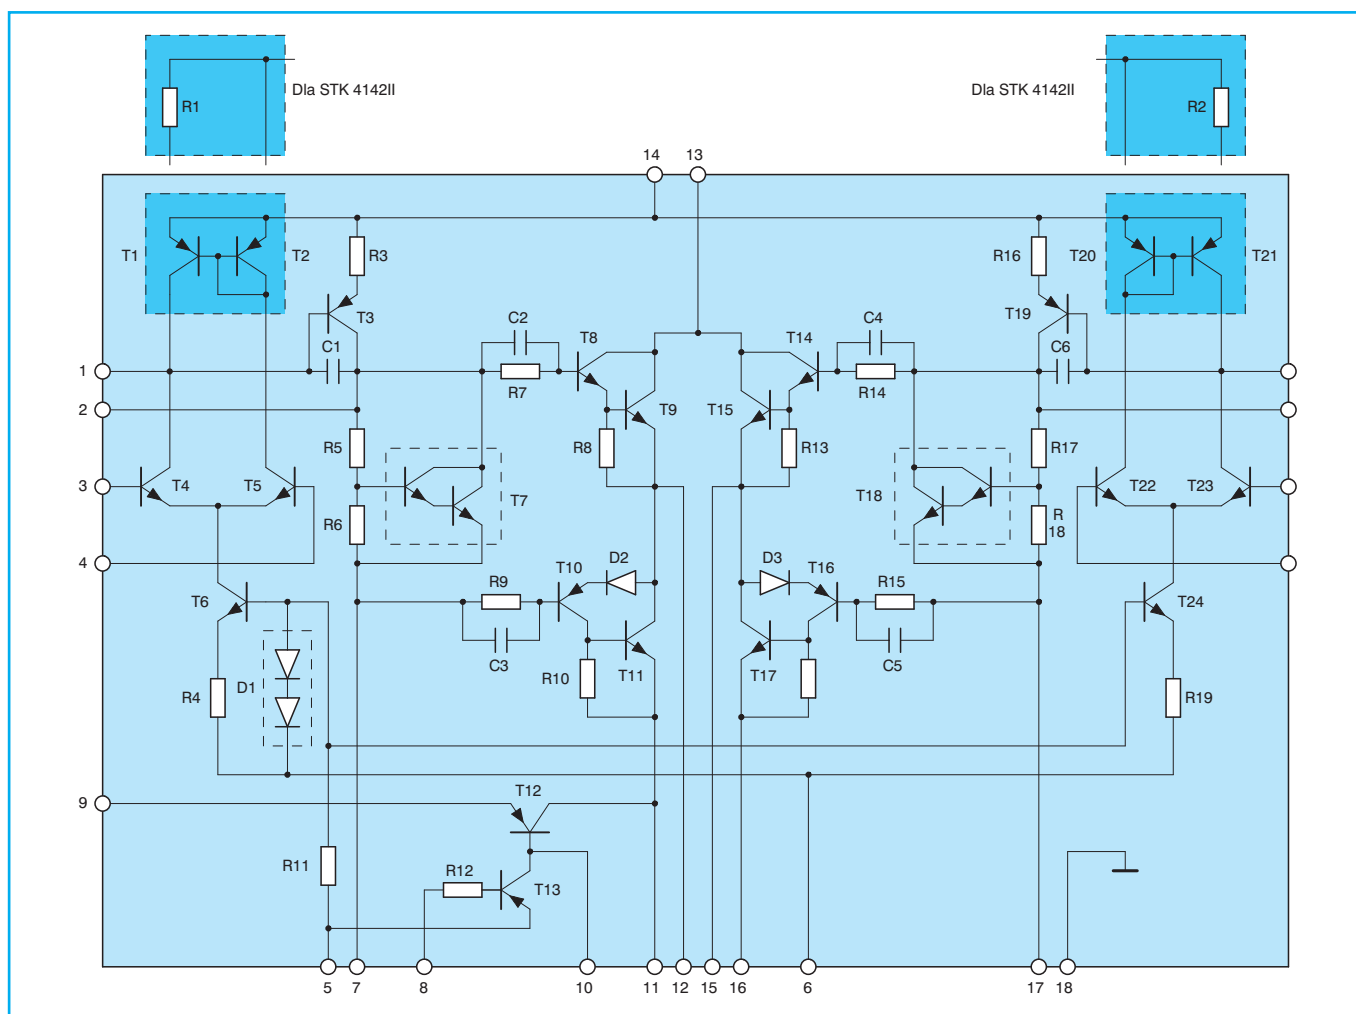 R1
Dla STK 4142II
Dla STK 4142II
R2
14
13
T1
T2
R3
R16
T20
T21
T3
T19
C1
C2
T8
T14
C4
C6
1
R7
R14
2
T9
T15
R5
R8
R13
R17
3
T4
T5
T7
T18
T22
T23
R6
R
18
4
D2
D3
T10
T16
R9
R15
T6
T24
C3
C5
R10
T11
T17
R4
D1
R19
9
T12
R11
R12
T13
5
7
8
10
11
12
15
16
6
17
18